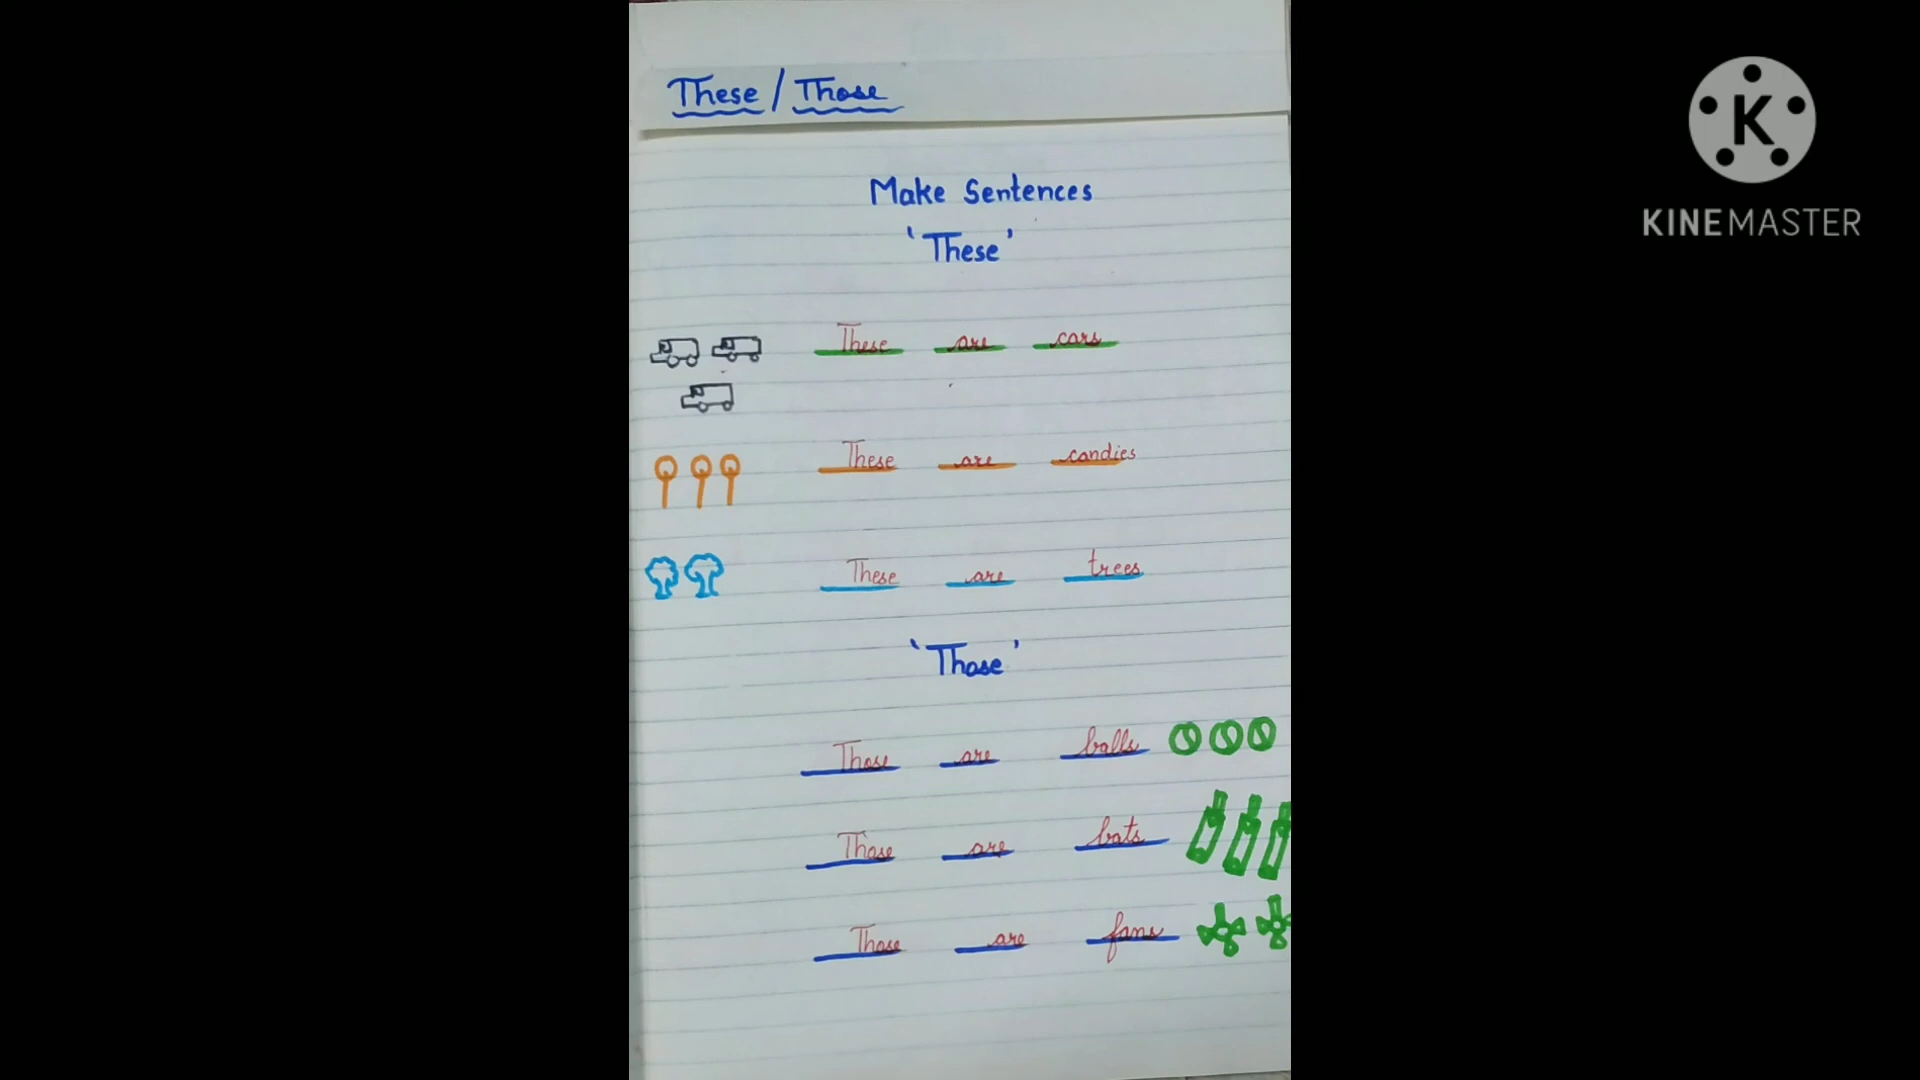 These / Those
Make Sentences
'These'
These are cars
These are candies
These are trees
'Those'
Those are balls
Those are bats
Those are fans
K
KINEMASTER